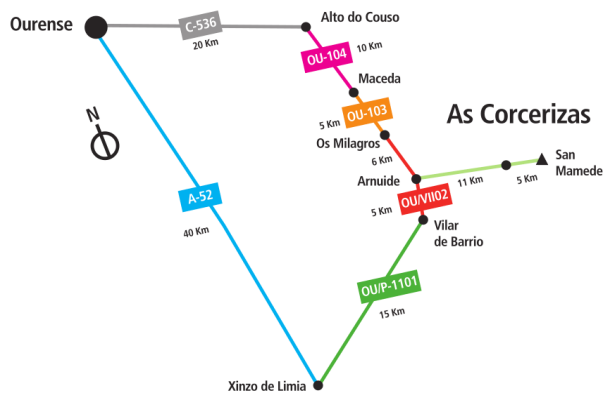 Ourense
C-536
20 Km
Alto do Couso
OU-104
10 Km
Maceda
OU-103
5 Km
Os Milagros
6 Km
As Corcerizas
N
Arnuide
11 Km
5 Km
San
Mamede
OU/VII02
5 Km
Vilar
de Barrio
A-52
40 Km
OU/P-1101
15 Km
Xinzo de Limia